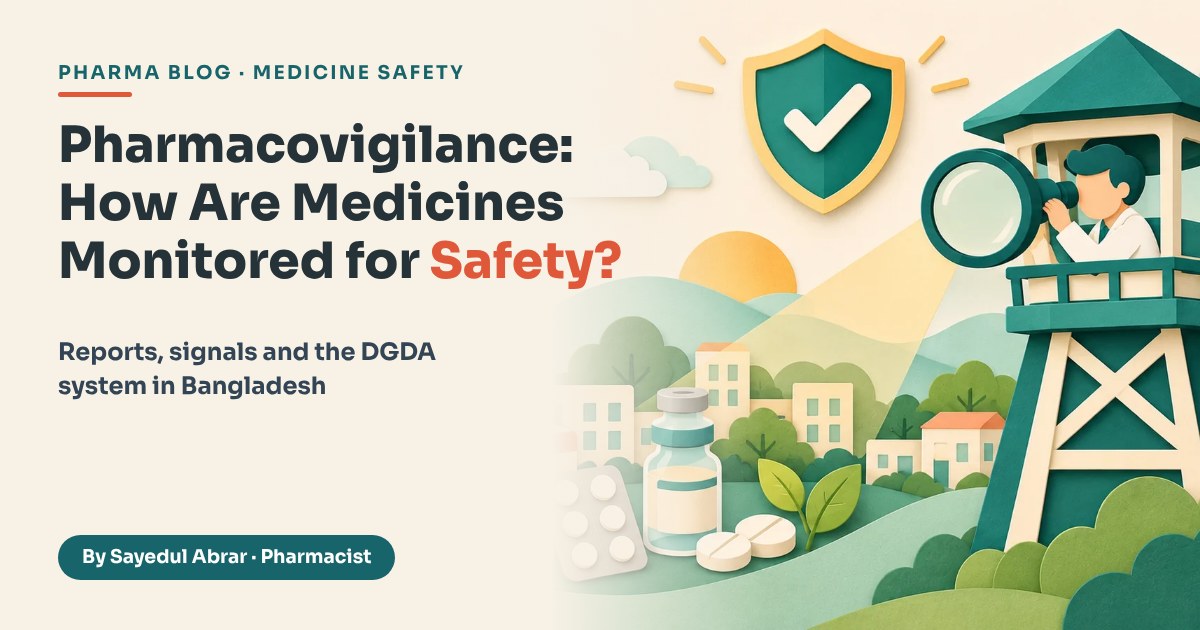 PHARMA BLOG · MEDICINE SAFETY
Pharmacovigilance:
How Are Medicines
Monitored for Safety?
Reports, signals and the DGDA
system in Bangladesh
By Sayedul Abrar · Pharmacist